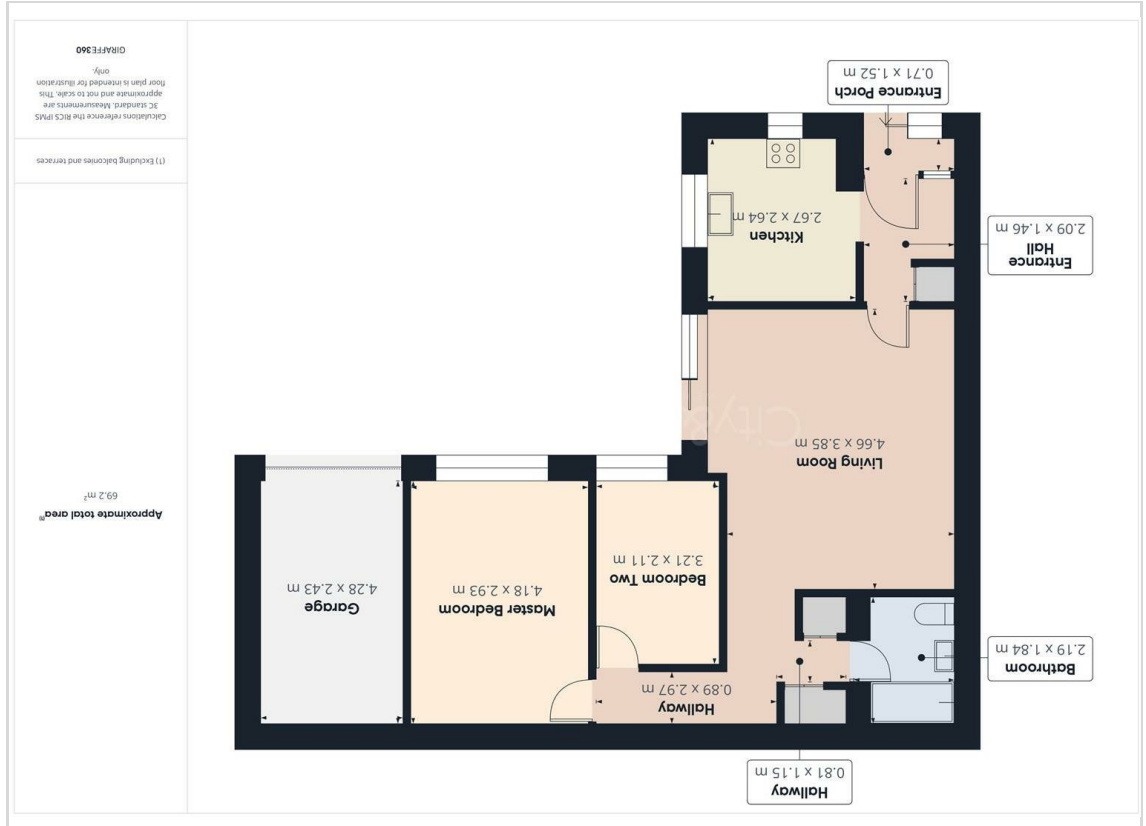 Hallway
0.81 x 1.15 m
Bathroom
2.19 x 1.84 m
Hallway
0.89 x 2.97 m
Bedroom Two
3.21 x 2.11 m
Master Bedroom
4.18 x 2.93 m
Garage
4.28 x 2.43 m
Living Room
4.66 x 3.85 m
City&
Entrance
Hall
2.09 x 1.46 m
Kitchen
2.67 x 2.64 m
Entrance Porch
0.71 x 1.52 m
Approximate total area⁽¹⁾
69.2 m²
(1) Excluding balconies and terraces
Calculations reference the RICS IPMS
3C standard. Measurements are
approximate and not to scale. This
floor plan is intended for illustration
only.
GIRAFFE360